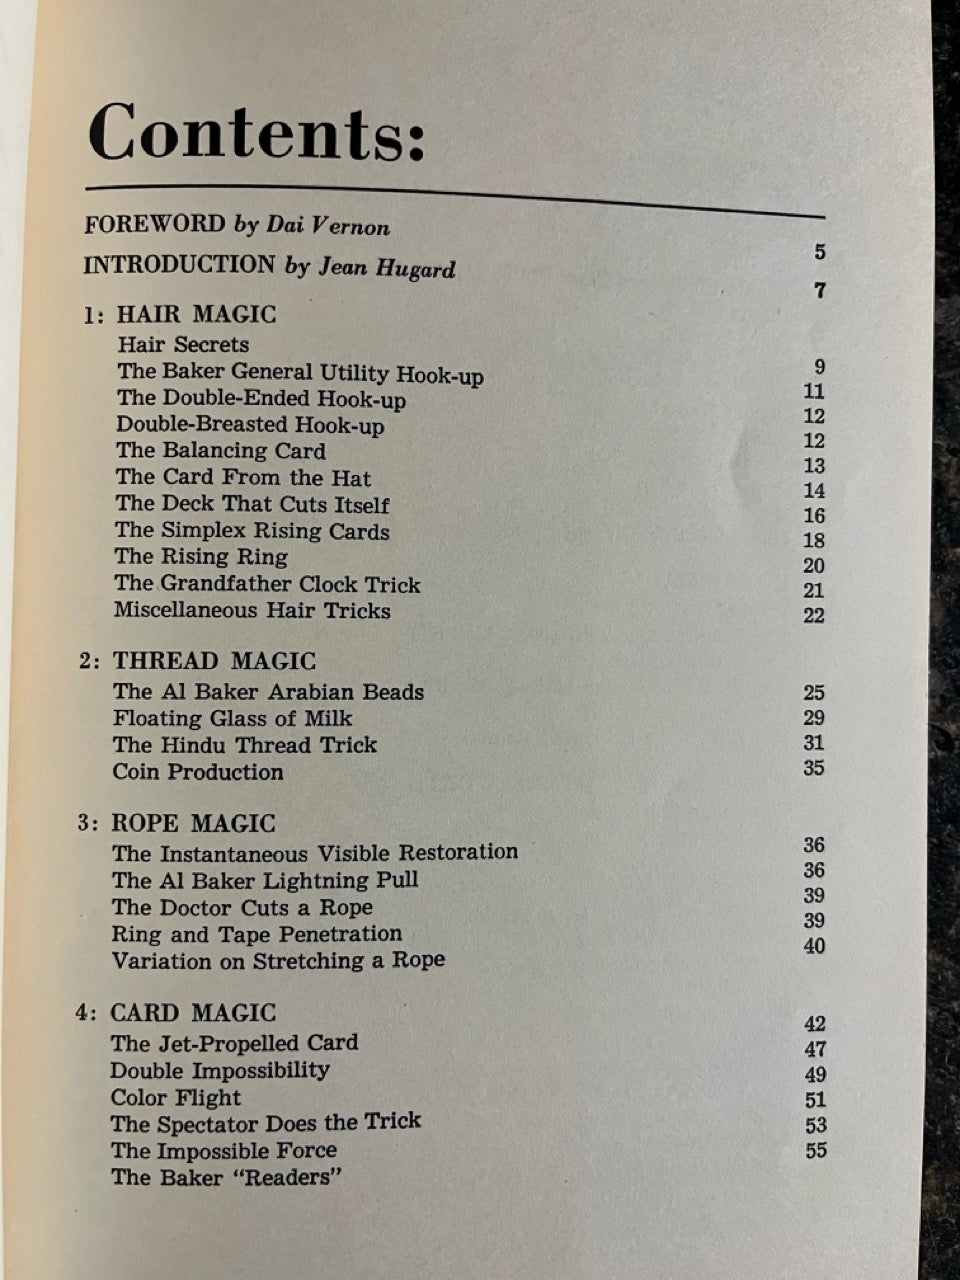 Contents:
FOREWORD by Dai Vernon 5
INTRODUCTION by Jean Hugard 7
1: HAIR MAGIC
Hair Secrets 9
The Baker General Utility Hook-up 11
The Double-Ended Hook-up 12
Double-Breasted Hook-up 12
The Balancing Card 13
The Card From the Hat 14
The Deck That Cuts Itself 16
The Simplex Rising Cards 18
The Rising Ring 20
The Grandfather Clock Trick 21
Miscellaneous Hair Tricks 22
2: THREAD MAGIC
The Al Baker Arabian Beads 25
Floating Glass of Milk 29
The Hindu Thread Trick 31
Coin Production 35
3: ROPE MAGIC
The Instantaneous Visible Restoration 36
The Al Baker Lightning Pull 36
The Doctor Cuts a Rope 39
Ring and Tape Penetration 39
Variation on Stretching a Rope 40
4: CARD MAGIC
The Jet-Propelled Card 42
Double Impossibility 47
Color Flight 49
The Spectator Does the Trick 51
The Impossible Force 53
The Baker "Readers" 55